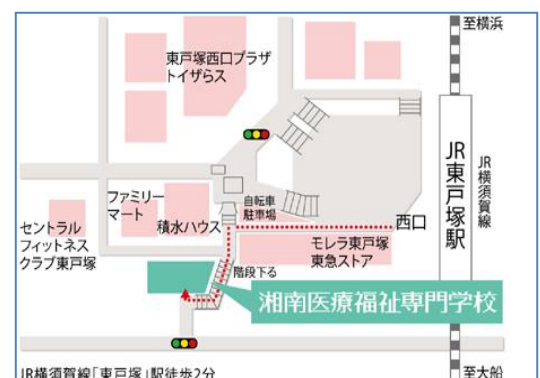 至横浜
東戸塚西口プラザ
トイザらス
JR東戸塚駅
JR横須賀線
ファミリー
マート
積水ハウス
自転車
駐車場
西口
セントラル
フィットネス
クラブ東戸塚
モレラ東戸塚
東急ストア
階段下る
湘南医療福祉専門学校
JR横須賀線「東戸塚」駅徒歩2分
至大船